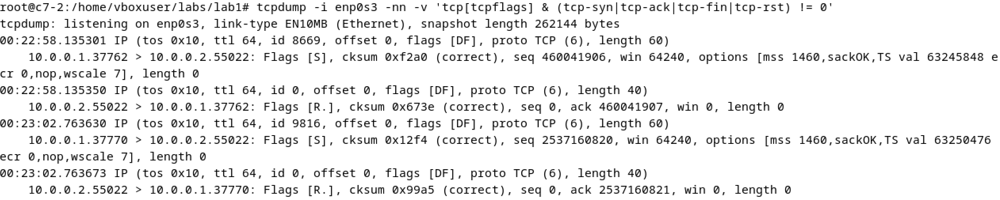 root@c7-2:/home/vboxuser/labs/lab1# tcpdump -i enp0s3 -nn -v 'tcp[tcpflags] & (tcp-syn|tcp-ack|tcp-fin|tcp-rst) != 0'
tcpdump: listening on enp0s3, link-type EN10MB (Ethernet), snapshot length 262144 bytes
00:22:58.135301 IP (tos 0x10, ttl 64, id 8669, offset 0, flags [DF], proto TCP (6), length 60)
    10.0.0.1.37762 > 10.0.0.2.55022: Flags [S], cksum 0xf2a0 (correct), seq 460041906, win 64240, options [mss 1460,sackOK,TS val 63245848 e
cr 0,nop,wscale 7], length 0
00:22:58.135350 IP (tos 0x10, ttl 64, id 0, offset 0, flags [DF], proto TCP (6), length 40)
    10.0.0.2.55022 > 10.0.0.1.37762: Flags [R.], cksum 0x673e (correct), seq 0, ack 460041907, win 0, length 0
00:23:02.763630 IP (tos 0x10, ttl 64, id 9816, offset 0, flags [DF], proto TCP (6), length 60)
    10.0.0.1.37770 > 10.0.0.2.55022: Flags [S], cksum 0x12f4 (correct), seq 2537160820, win 64240, options [mss 1460,sackOK,TS val 63250476
ecr 0,nop,wscale 7], length 0
00:23:02.763673 IP (tos 0x10, ttl 64, id 0, offset 0, flags [DF], proto TCP (6), length 40)
    10.0.0.2.55022 > 10.0.0.1.37770: Flags [R.], cksum 0x99a5 (correct), seq 0, ack 2537160821, win 0, length 0